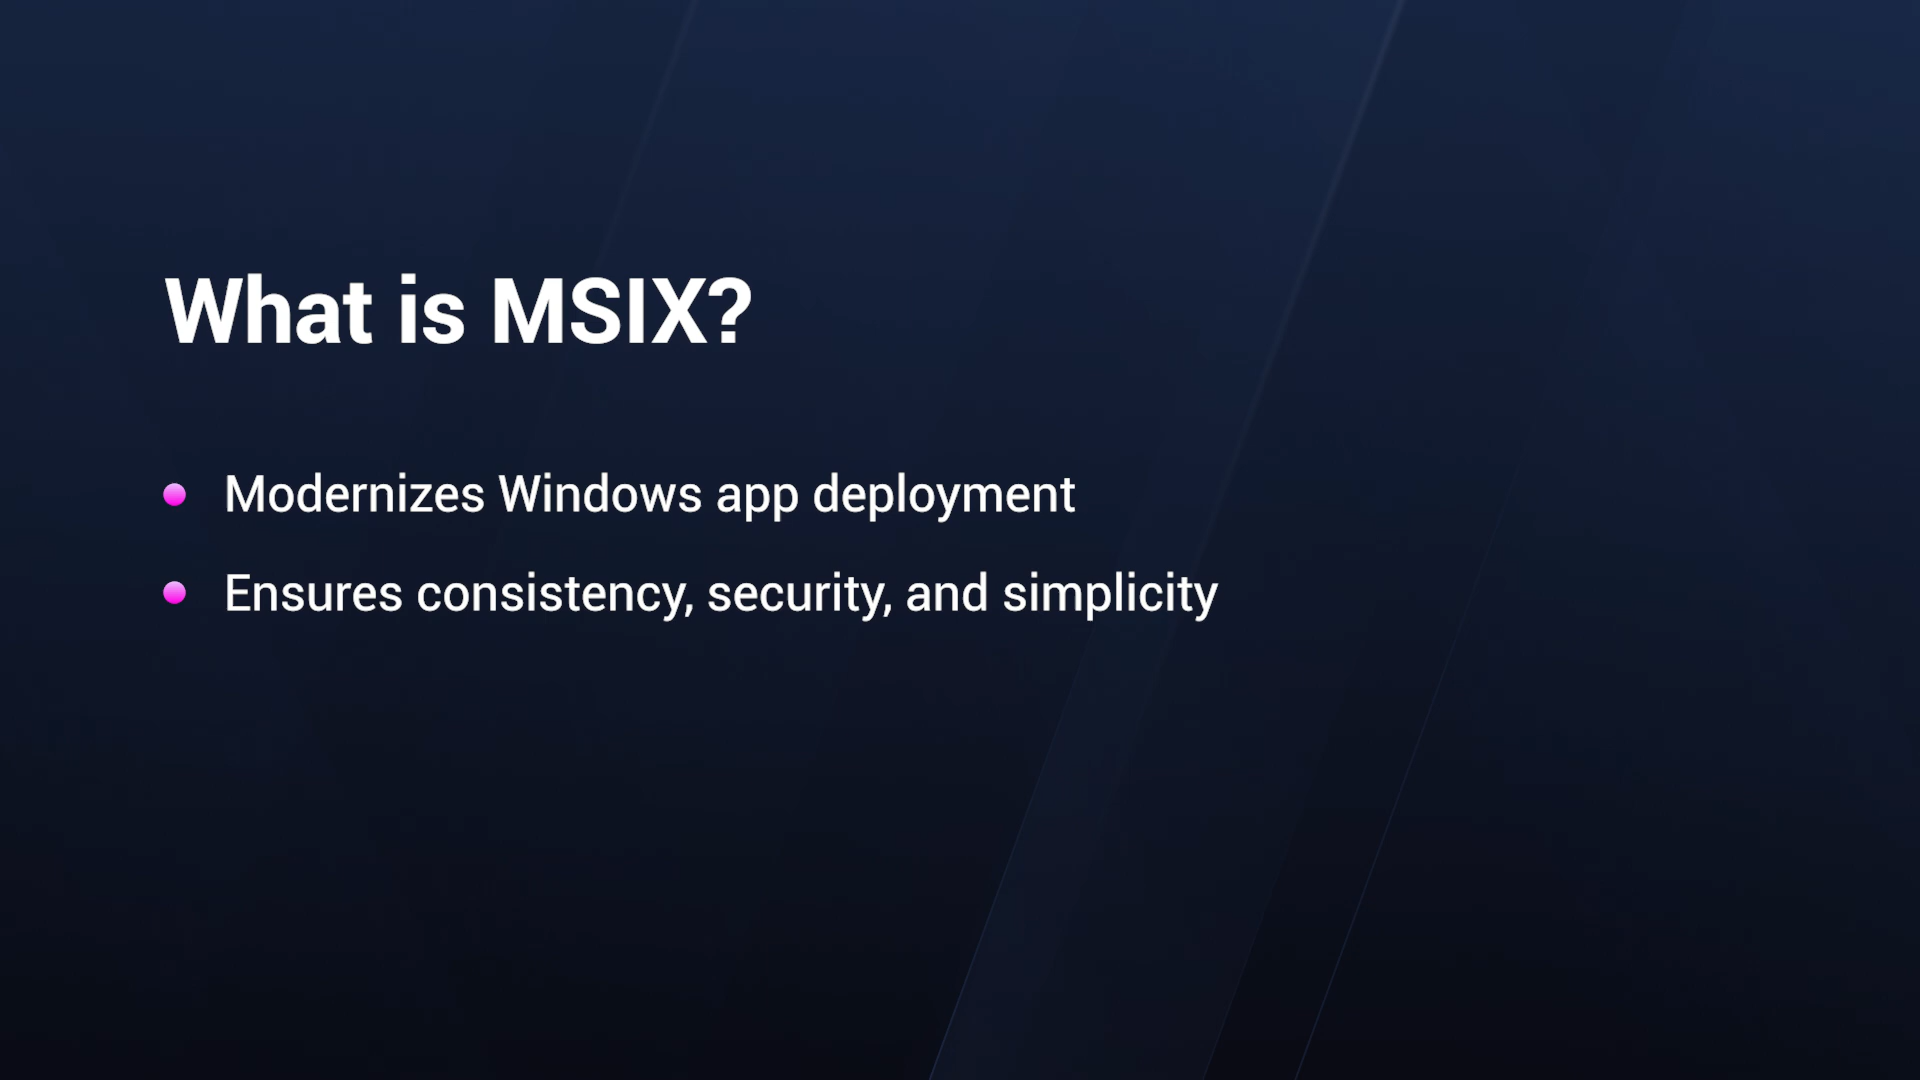 What is MSIX?
Modernizes Windows app deployment
Ensures consistency, security, and simplicity